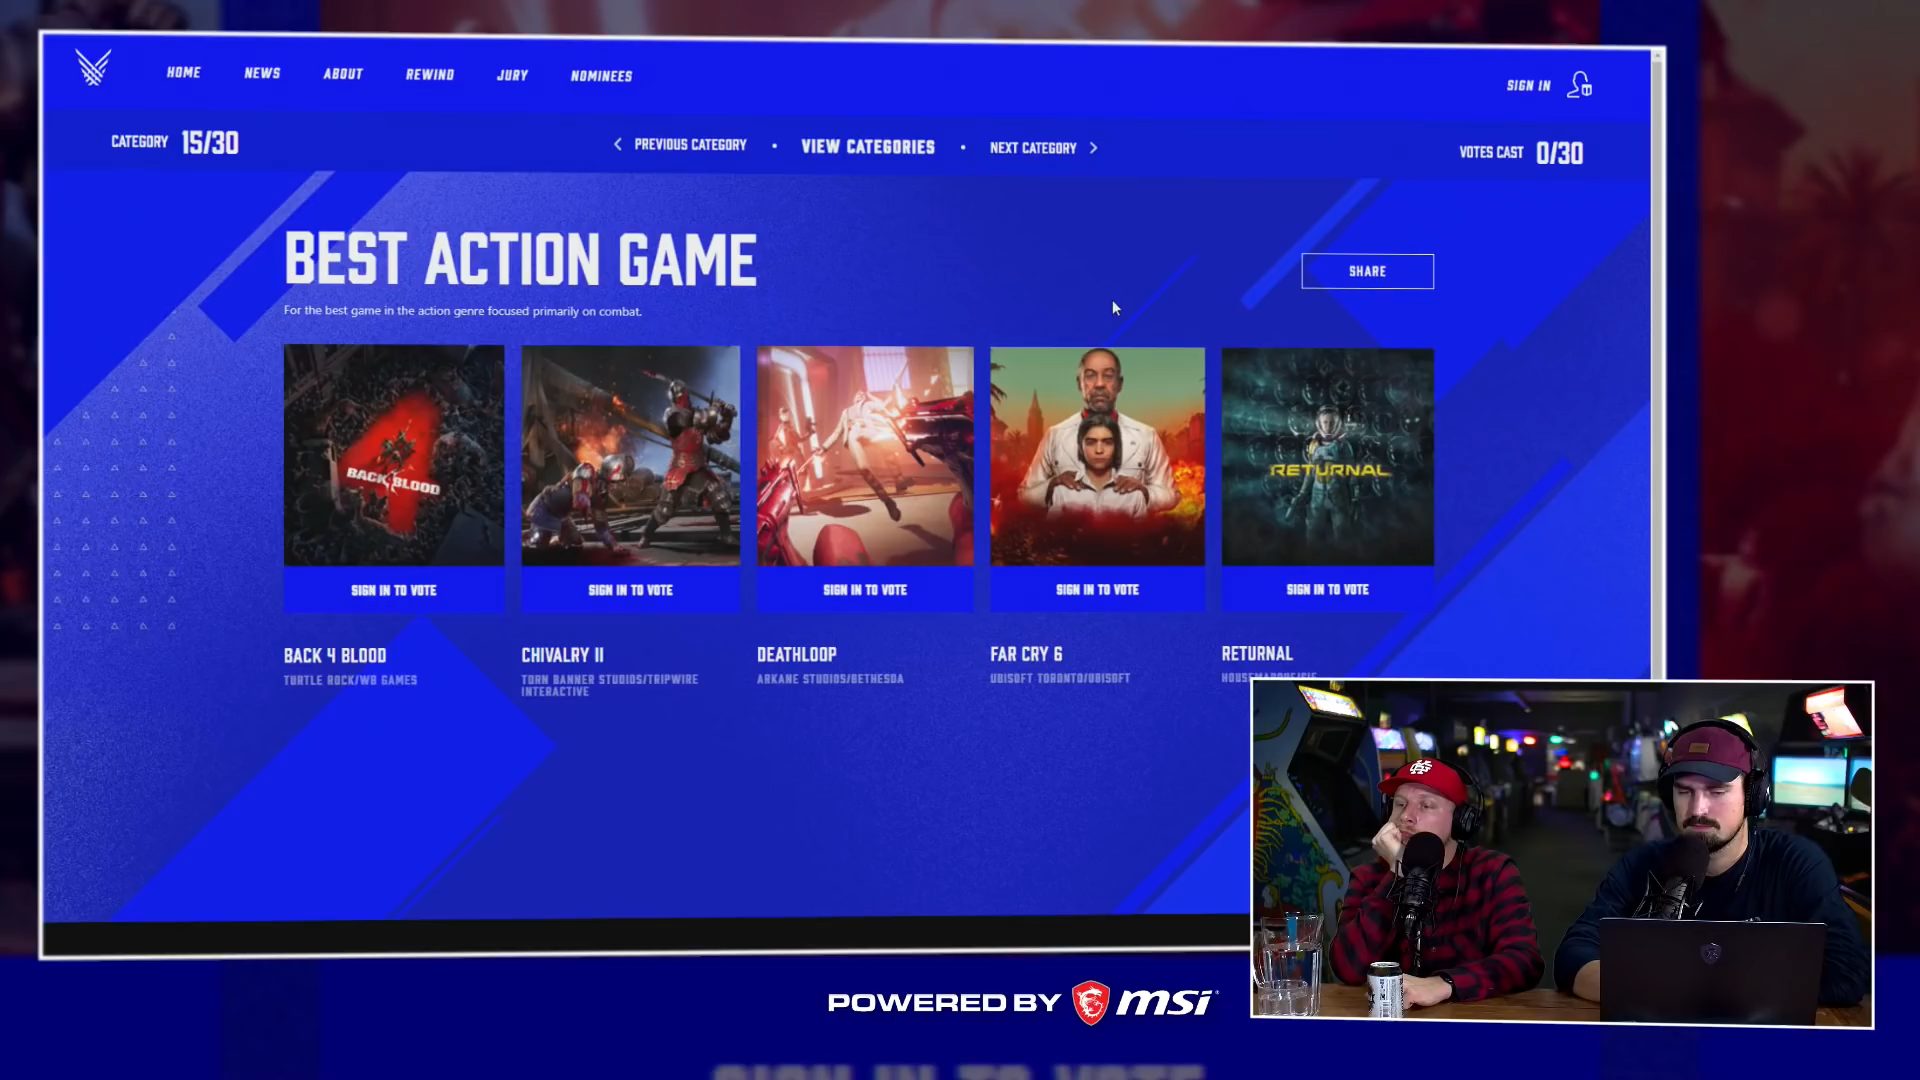 HOME NEWS ABOUT REWIND JURY NOMINEES SIGN IN
CATEGORY 15/30 PREVIOUS CATEGORY • VIEW CATEGORIES • NEXT CATEGORY VOTES CAST 0/30
BEST ACTION GAME
SHARE
For the best game in the action genre focused primarily on combat.
4
BACK BLOOD
RETURNAL
SIGN IN TO VOTE SIGN IN TO VOTE SIGN IN TO VOTE SIGN IN TO VOTE SIGN IN TO VOTE
BACK 4 BLOOD
TURTLE ROCK/WB GAMES
CHIVALRY II
TORN BANNER STUDIOS/TRIPWIRE
INTERACTIVE
DEATHLOOP
ARKANE STUDIOS/BETHESDA
FAR CRY 6
UBISOFT TORONTO/UBISOFT
RETURNAL
POWERED BY msi
SIGN IN TO VOTE